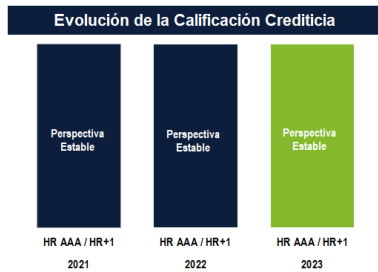 Evolución de la Calificación Crediticia
Perspectiva Estable
Perspectiva Estable
Perspectiva Estable
HR AAA / HR+1
HR AAA / HR+1
HR AAA / HR+1
2021
2022
2023